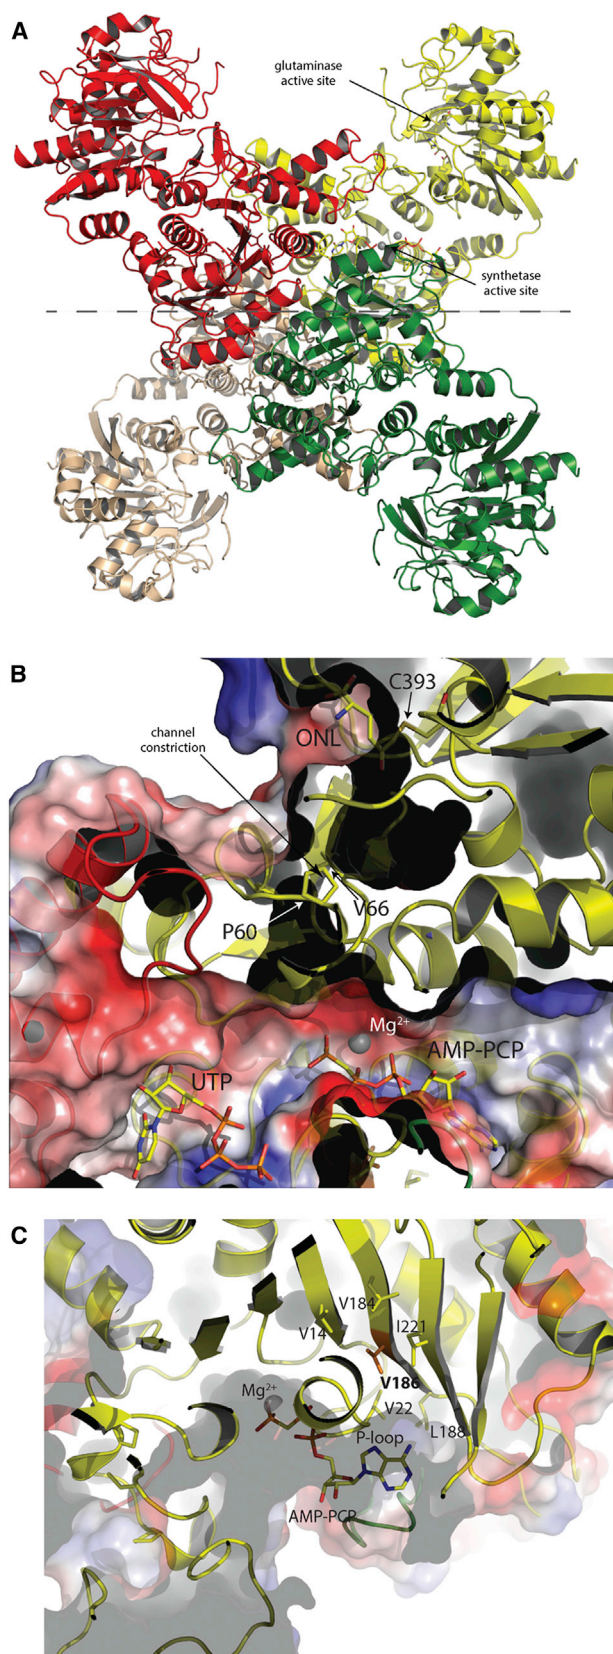 A
glutaminase
active site
synthetase
active site
B
C393
ONL
channel
constriction
V66
P60
Mg²⁺
AMP-PCP
UTP
C
V184
V14
I221
V186
Mg²⁺
V22
P-loop
L188
AMP-PCP